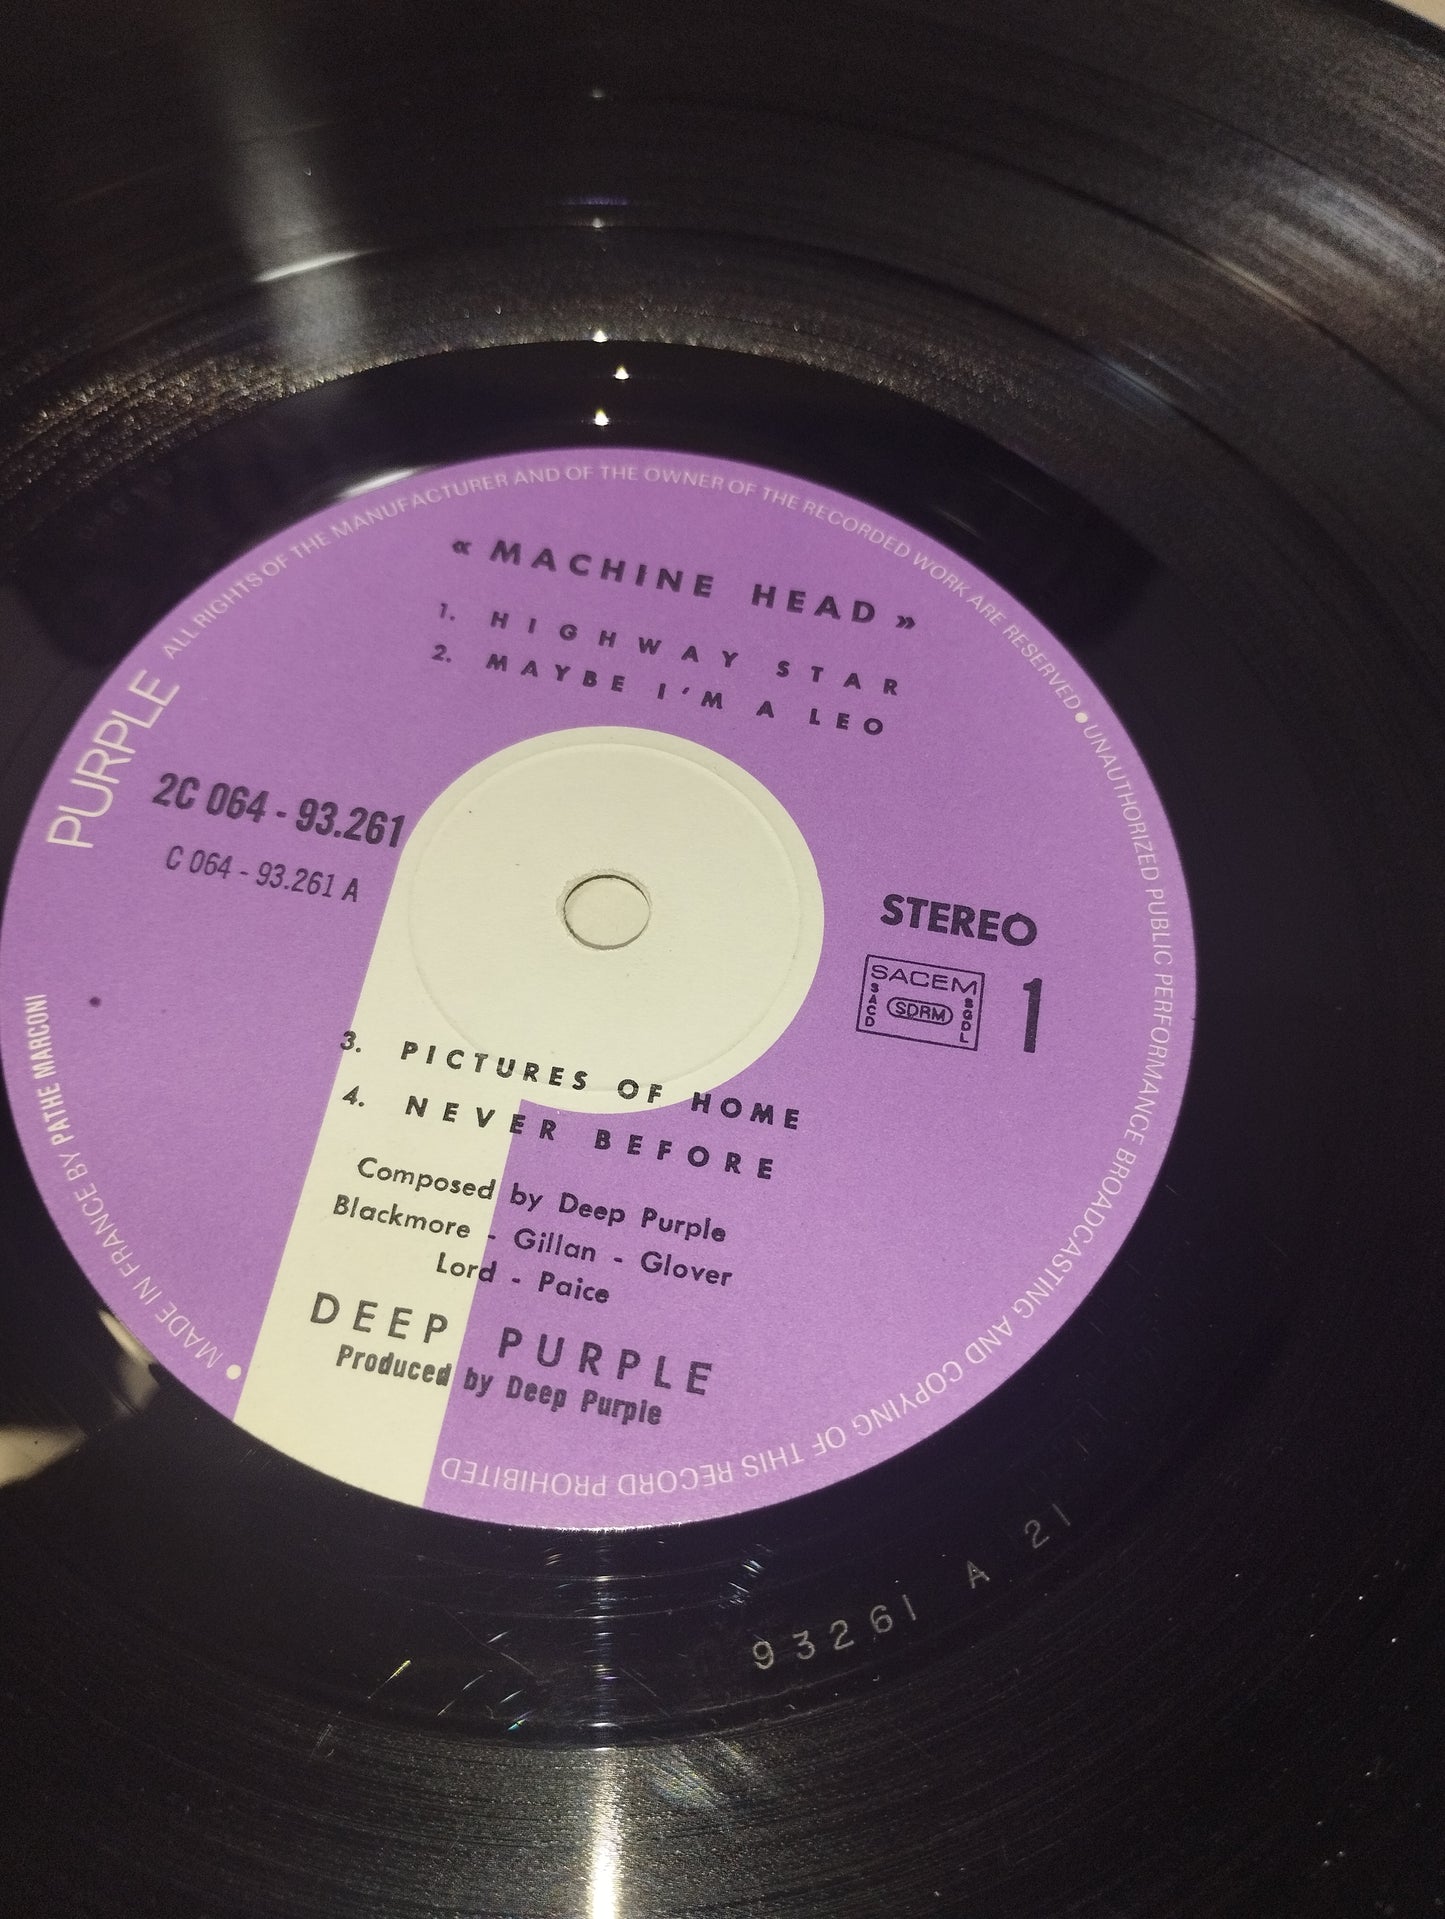 ALL RIGHTS OF THE MANUFACTURER AND OF THE OWNER OF THE RECORDED WORK ARE RESERVED • UNAUTHORIZED PUBLIC PERFORMANCE BROADCASTING AND COPYING OF THIS RECORD PROHIBITED
• MADE IN FRANCE BY PATHE MARCONI
PURPLE
« MACHINE HEAD »
1. HIGHWAY STAR
2. MAYBE I'M A LEO
2C 064 - 93.261
C 064 - 93.261 A
STEREO
SACEM
SACD
SDRM
SGDL
1
3. PICTURES OF HOME
4. NEVER BEFORE
Composed by Deep Purple
Blackmore - Gillan - Glover
Lord - Paice
DEEP PURPLE
Produced by Deep Purple
93261 A 21